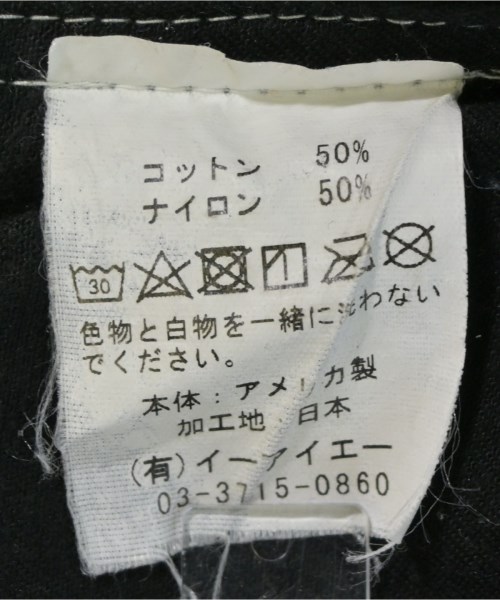 コットン 50%
ナイロン 50%
30
色物と白物を一緒に洗わない
でください。
本体：アメリカ製
加工地 日本
(有)イーアイエー
03-3715-0860